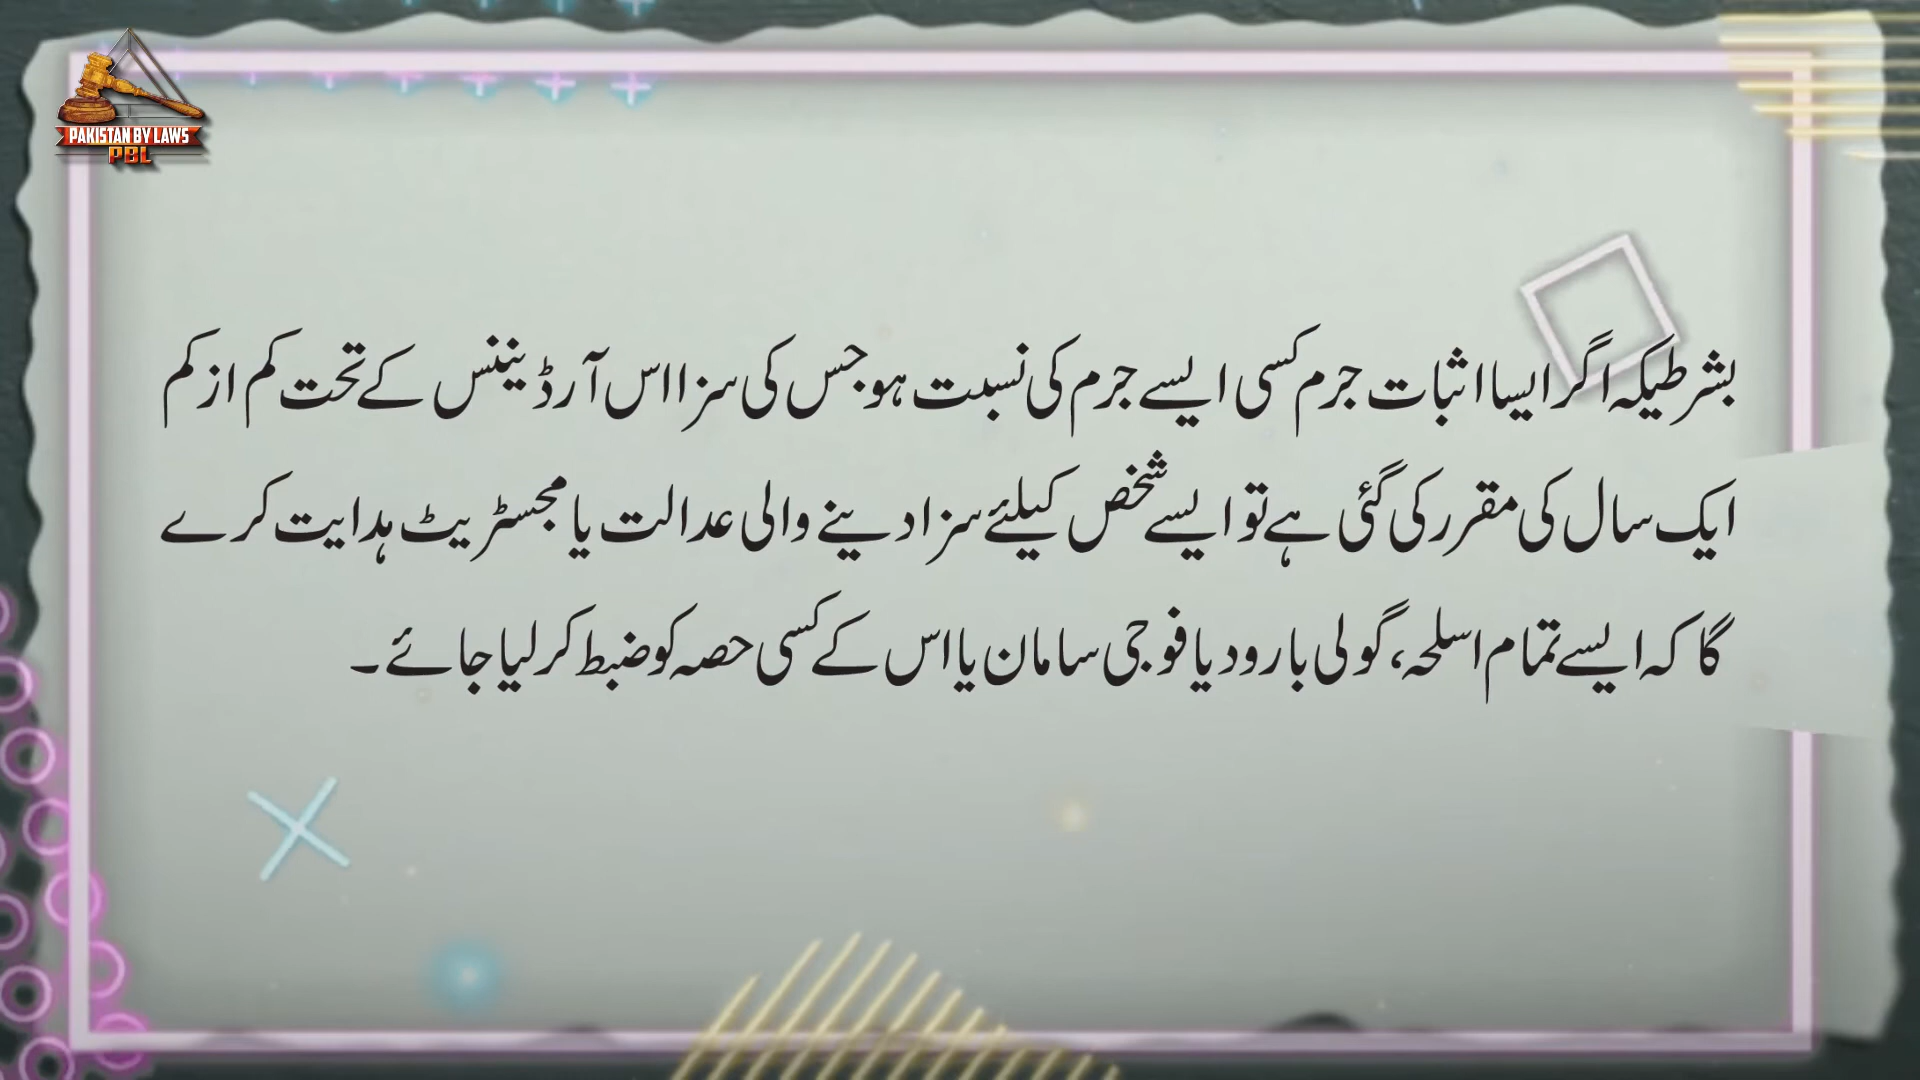 PAKISTAN BY LAWS
PBL
بشرطیکہ اگر ایسا اثبات جرم کسی ایسے جرم کی نسبت ہو جس کی سزا اس آرڈیننس کے تحت کم از کم
ایک سال کی مقرر کی گئی ہے تو ایسے شخص کیلئے سزا دینے والی عدالت یا مجسٹریٹ ہدایت کرے
گا کہ ایسے تمام اسلحہ، گولی بارود یا فوجی سامان یا اس کے کسی حصہ کو ضبط کر لیا جائے۔